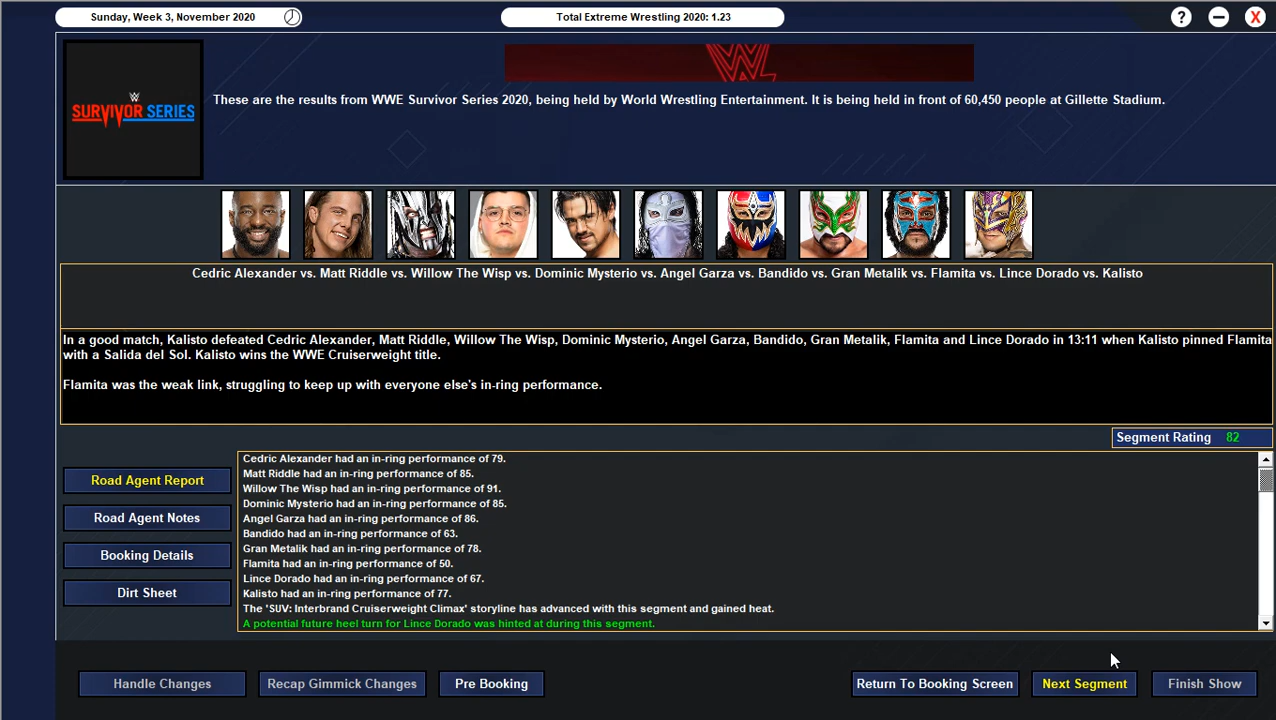 Sunday, Week 3, November 2020
Total Extreme Wrestling 2020: 1.23
?
X
W
SURVIVOR SERIES
These are the results from WWE Survivor Series 2020, being held by World Wrestling Entertainment. It is being held in front of 60,450 people at Gillette Stadium.
Cedric Alexander vs. Matt Riddle vs. Willow The Wisp vs. Dominic Mysterio vs. Angel Garza vs. Bandido vs. Gran Metalik vs. Flamita vs. Lince Dorado vs. Kalisto
In a good match, Kalisto defeated Cedric Alexander, Matt Riddle, Willow The Wisp, Dominic Mysterio, Angel Garza, Bandido, Gran Metalik, Flamita and Lince Dorado in 13:11 when Kalisto pinned Flamita
with a Salida del Sol. Kalisto wins the WWE Cruiserweight title.
Flamita was the weak link, struggling to keep up with everyone else's in-ring performance.
Segment Rating 82
Road Agent Report
Road Agent Notes
Booking Details
Dirt Sheet
Cedric Alexander had an in-ring performance of 79.
Matt Riddle had an in-ring performance of 85.
Willow The Wisp had an in-ring performance of 91.
Dominic Mysterio had an in-ring performance of 85.
Angel Garza had an in-ring performance of 86.
Bandido had an in-ring performance of 63.
Gran Metalik had an in-ring performance of 78.
Flamita had an in-ring performance of 50.
Lince Dorado had an in-ring performance of 67.
Kalisto had an in-ring performance of 77.
The 'SUV: Interbrand Cruiserweight Climax' storyline has advanced with this segment and gained heat.
A potential future heel turn for Lince Dorado was hinted at during this segment.
Handle Changes
Recap Gimmick Changes
Pre Booking
Return To Booking Screen
Next Segment
Finish Show